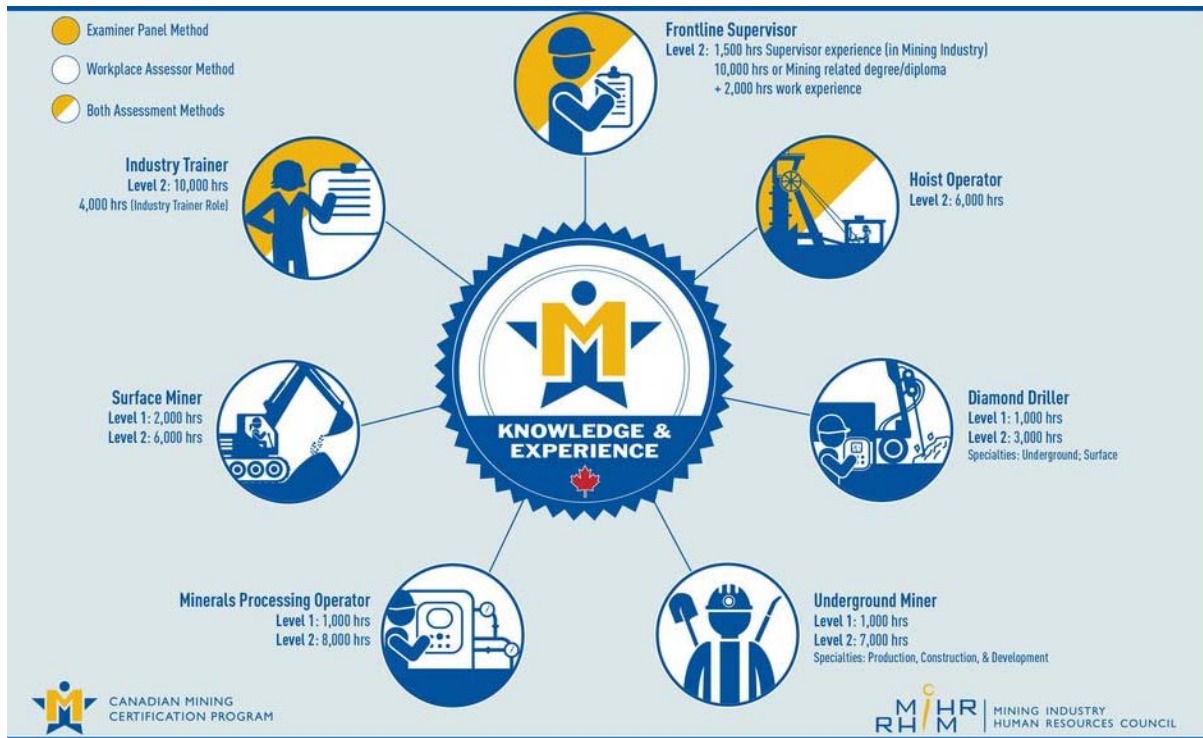 Examiner Panel Method
Workplace Assessor Method
Both Assessment Methods
Frontline Supervisor
Level 2: 1,500 hrs Supervisor experience (in Mining Industry)
10,000 hrs or Mining related degree/diploma
+ 2,000 hrs work experience
Industry Trainer
Level 2: 10,000 hrs
4,000 hrs (Industry Trainer Role)
Hoist Operator
Level 2: 6,000 hrs
M
KNOWLEDGE &
EXPERIENCE
Surface Miner
Level 1: 2,000 hrs
Level 2: 6,000 hrs
Diamond Driller
Level 1: 1,000 hrs
Level 2: 3,000 hrs
Specialties: Underground; Surface
Minerals Processing Operator
Level 1: 1,000 hrs
Level 2: 8,000 hrs
Underground Miner
Level 1: 1,000 hrs
Level 2: 7,000 hrs
Specialties: Production, Construction, & Development
M
CANADIAN MINING
CERTIFICATION PROGRAM
MiHR
RHiM
MINING INDUSTRY
HUMAN RESOURCES COUNCIL